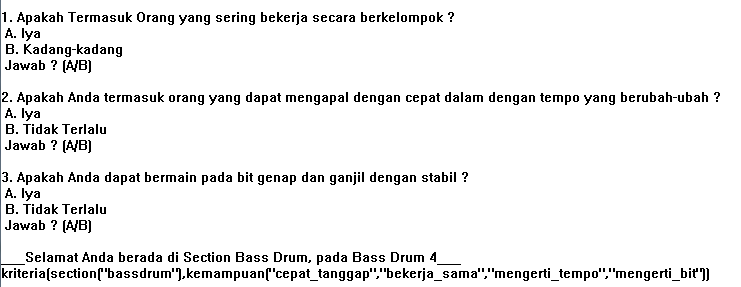 1. Apakah Termasuk Orang yang sering bekerja secara berkelompok ?
A. Iya
B. Kadang-kadang
Jawab ? (A/B)
2. Apakah Anda termasuk orang yang dapat mengapal dengan cepat dalam dengan tempo yang berubah-ubah ?
A. Iya
B. Tidak Terlalu
Jawab ? (A/B)
3. Apakah Anda dapat bermain pada bit genap dan ganjil dengan stabil ?
A. Iya
B. Tidak Terlalu
Jawab ? (A/B)
___Selamat Anda berada di Section Bass Drum, pada Bass Drum 4___
kriteria(section("bassdrum"),kemampuan("cepat_tanggap","bekerja_sama","mengerti_tempo","mengerti_bit"))